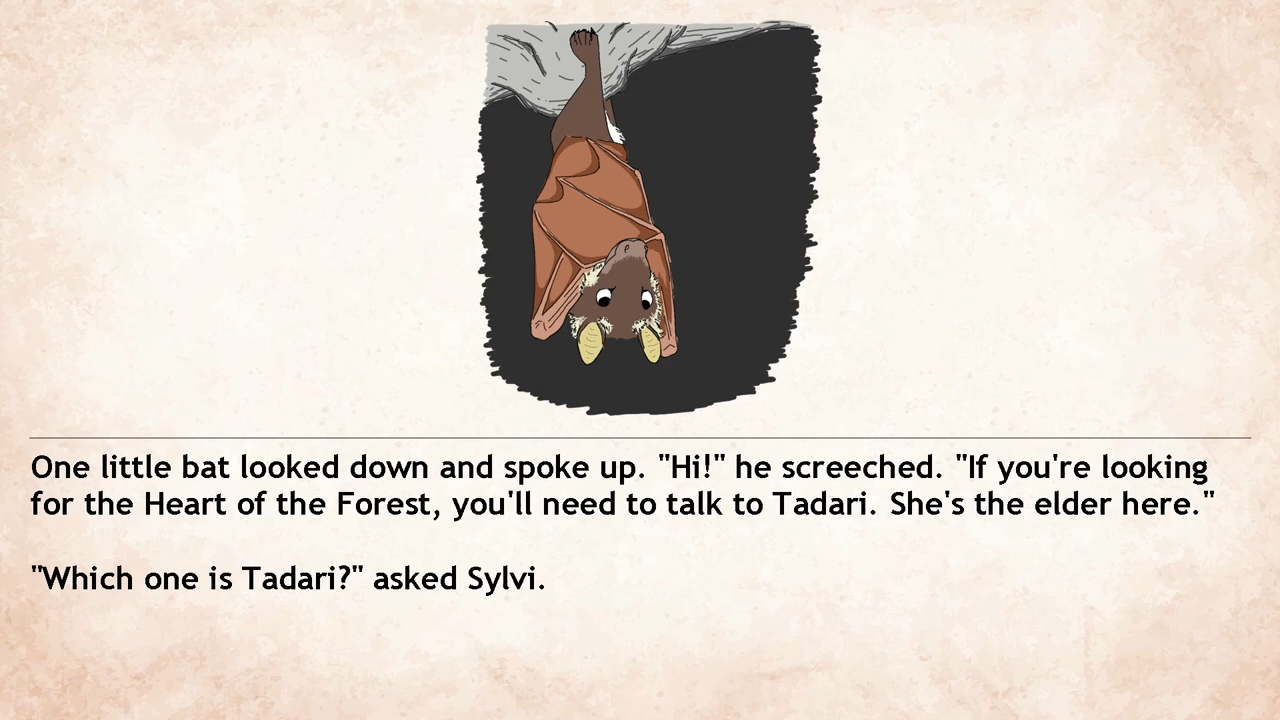 One little bat looked down and spoke up. "Hi!" he screeched. "If you're looking
for the Heart of the Forest, you'll need to talk to Tadari. She's the elder here."
"Which one is Tadari?" asked Sylvi.